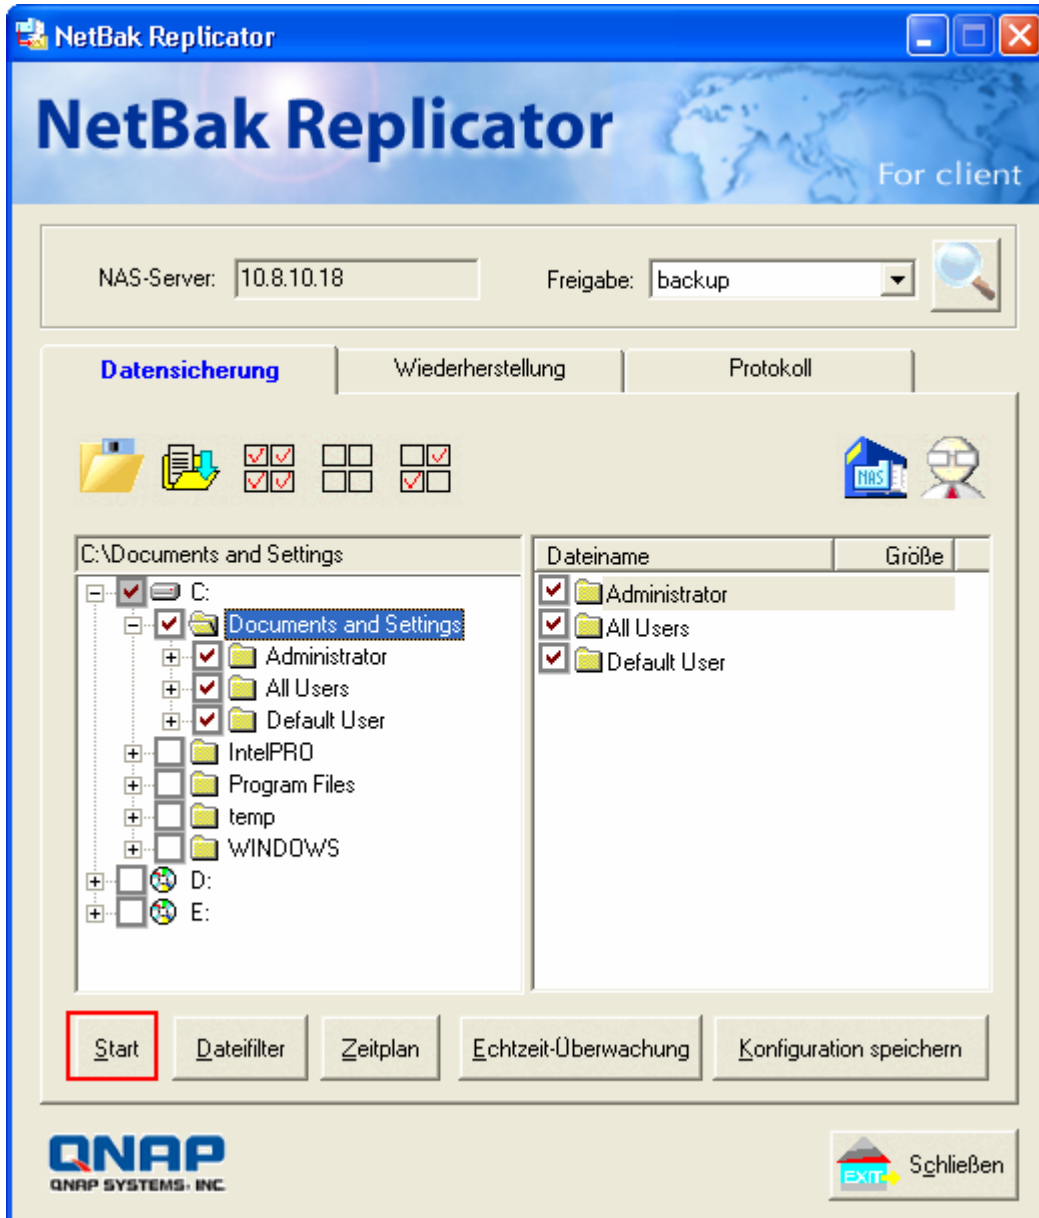 NetBak Replicator
NetBak Replicator
For client
NAS-Server: 10.8.10.18 Freigabe: backup
Datensicherung Wiederherstellung Protokoll
NAS
C:\Documents and Settings
C:
Documents and Settings
Administrator
All Users
Default User
IntelPRO
Program Files
temp
WINDOWS
D:
E:
Dateiname Größe
Administrator
All Users
Default User
Start Dateifilter Zeitplan Echtzeit-Überwachung Konfiguration speichern
QNAP
QNAP SYSTEMS, INC
EXIT Schließen